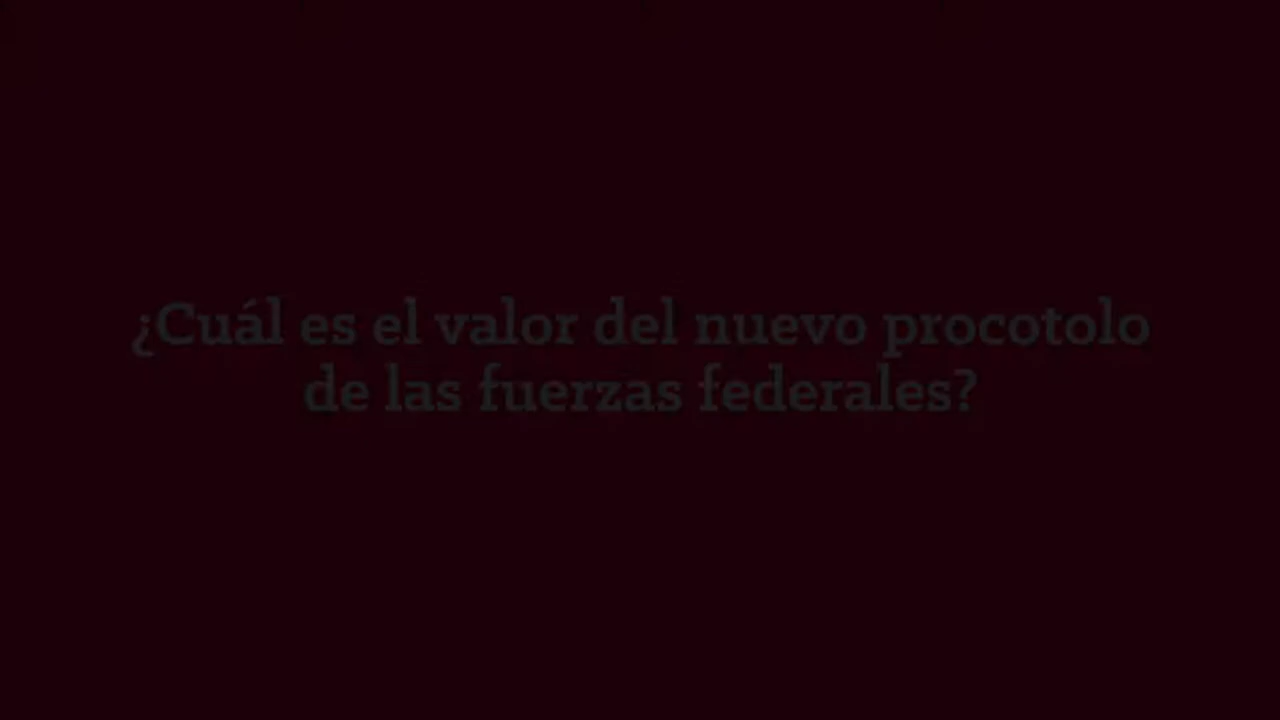 ¿Cuál es el valor del nuevo procotolo
de las fuerzas federales?